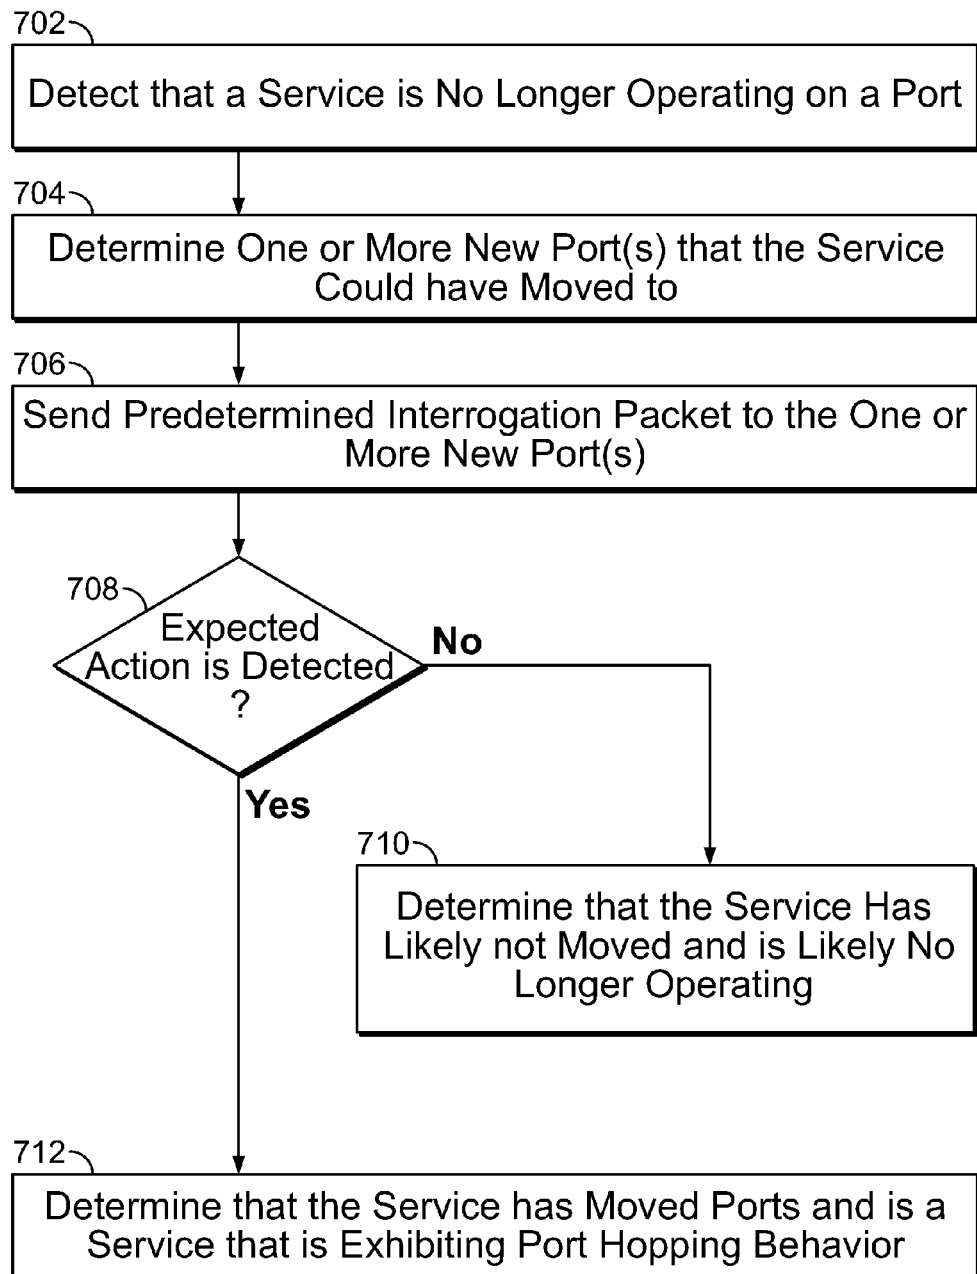 702
Detect that a Service is No Longer Operating on a Port
704
Determine One or More New Port(s) that the Service
Could have Moved to
706
Send Predetermined Interrogation Packet to the One or
More New Port(s)
708
Expected
Action is Detected
?
No
Yes
710
Determine that the Service Has
Likely not Moved and is Likely No
Longer Operating
712
Determine that the Service has Moved Ports and is a
Service that is Exhibiting Port Hopping Behavior